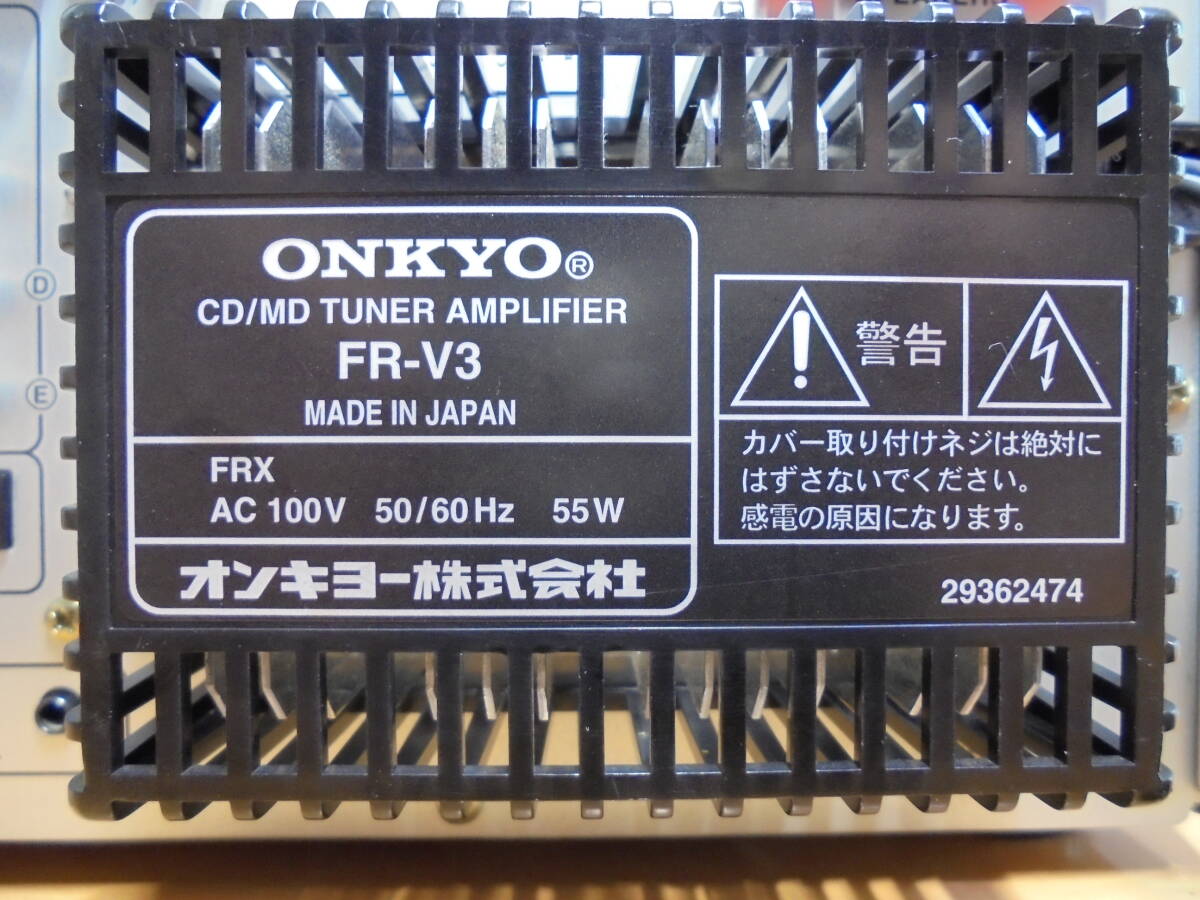 ONKYO®
CD/MD TUNER AMPLIFIER
FR-V3
MADE IN JAPAN
FRX
AC 100V 50/60Hz 55W
オンキヨー株式会社
警告
カバー取り付けネジは絶対に
はずさないでください。
感電の原因になります。
29362474
D
E